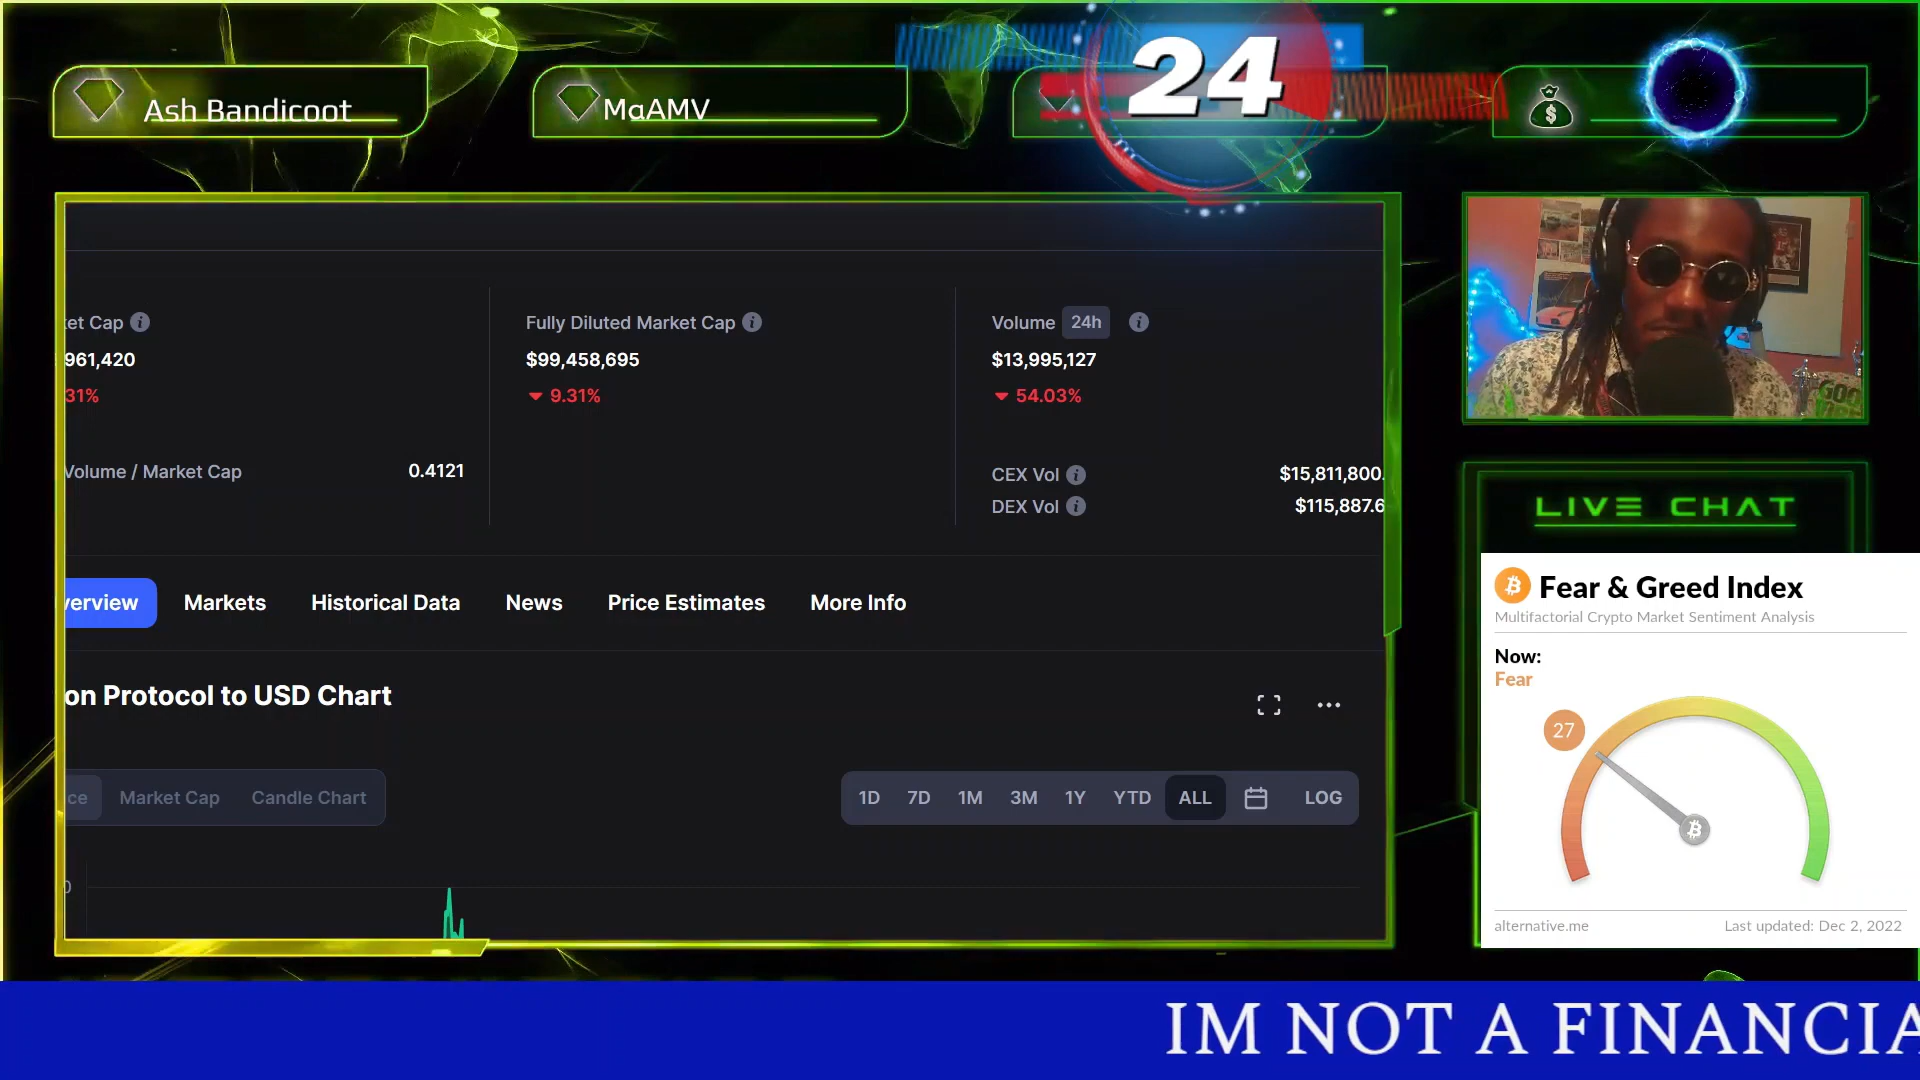 Ash Bandicoot
MaAMV
24
et Cap
Fully Diluted Market Cap
Volume 24h
961,420
$99,458,695
$13,995,127
31%
9.31%
54.03%
Volume / Market Cap 0.4121
CEX Vol $15,811,800.
DEX Vol $115,887.6
verview Markets Historical Data News Price Estimates More Info
on Protocol to USD Chart
ce Market Cap Candle Chart
1D 7D 1M 3M 1Y YTD ALL LOG
0
GOO
LIVE CHAT
Fear & Greed Index
Multifactorial Crypto Market Sentiment Analysis
Now:
Fear
27
alternative.me Last updated: Dec 2, 2022
IM NOT A FINANCIA